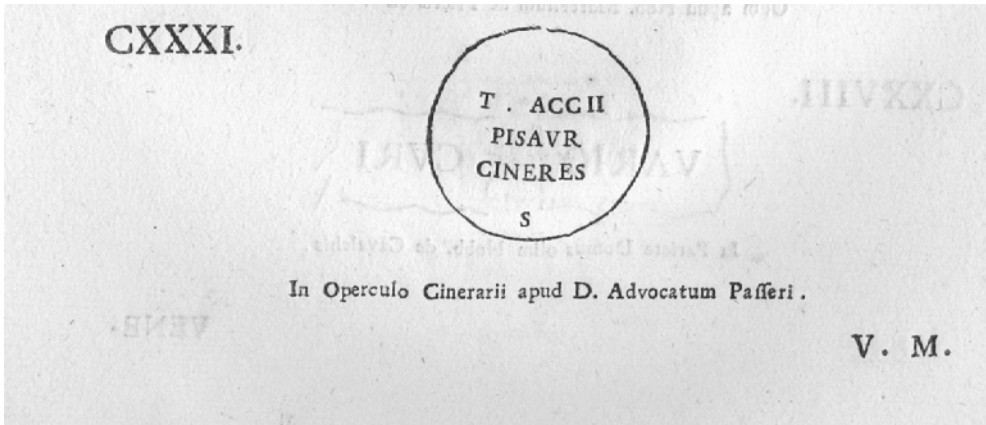 CXXXI.
T . ACCII
PISAVR
CINERES
S
In Operculo Cinerarii apud D. Advocatum Paſſeri .
V. M.